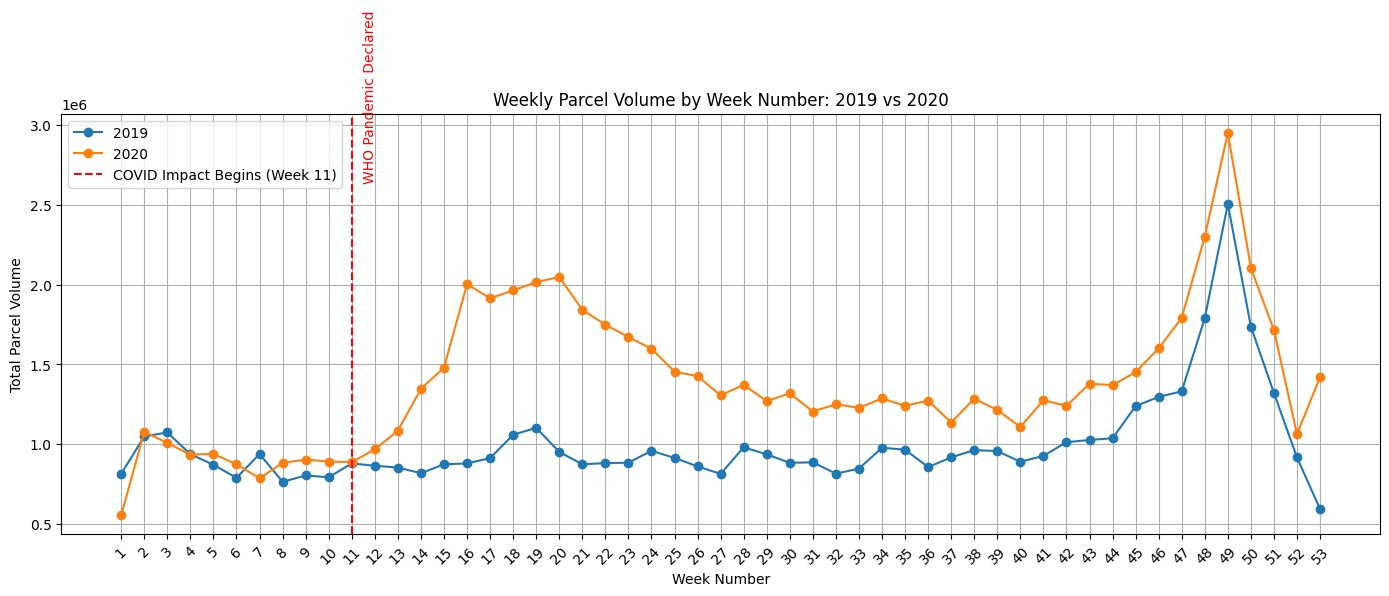 WHO Pandemic Declared
Weekly Parcel Volume by Week Number: 2019 vs 2020
1e6
2019
2020
COVID Impact Begins (Week 11)
Total Parcel Volume
3.0
2.5
2.0
1.5
1.0
0.5
1 2 3 4 5 6 7 8 9 10 11 12 13 14 15 16 17 18 19 20 21 22 23 24 25 26 27 28 29 30 31 32 33 34 35 36 37 38 39 40 41 42 43 44 45 46 47 48 49 50 51 52 53
Week Number